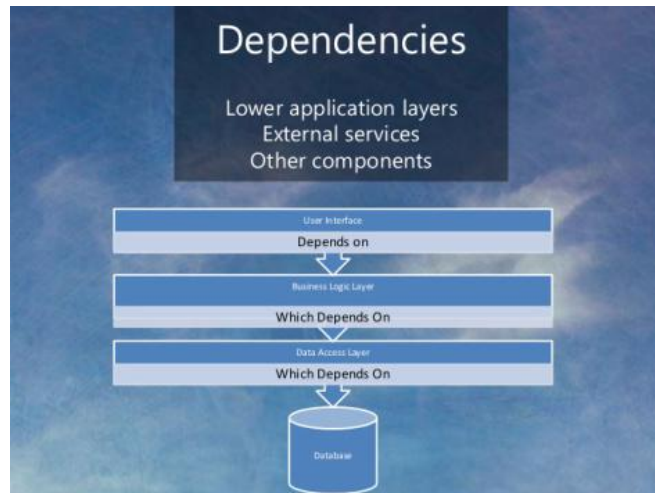 Dependencies
Lower application layers
External services
Other components
User Interface
Depends on
Business Logic Layer
Which Depends On
Data Access Layer
Which Depends On
Database